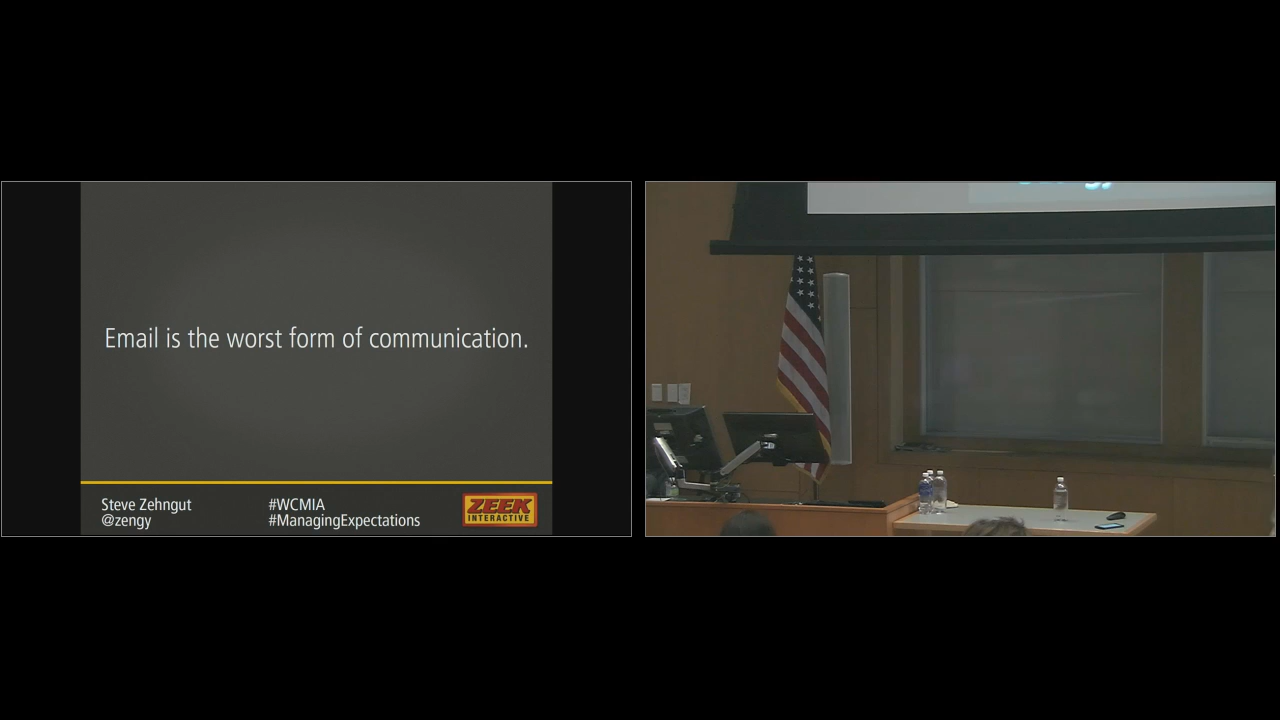 Email is the worst form of communication.
Steve Zehngut
@zengy
#WCMIA
#ManagingExpectations
ZEEK
INTERACTIVE